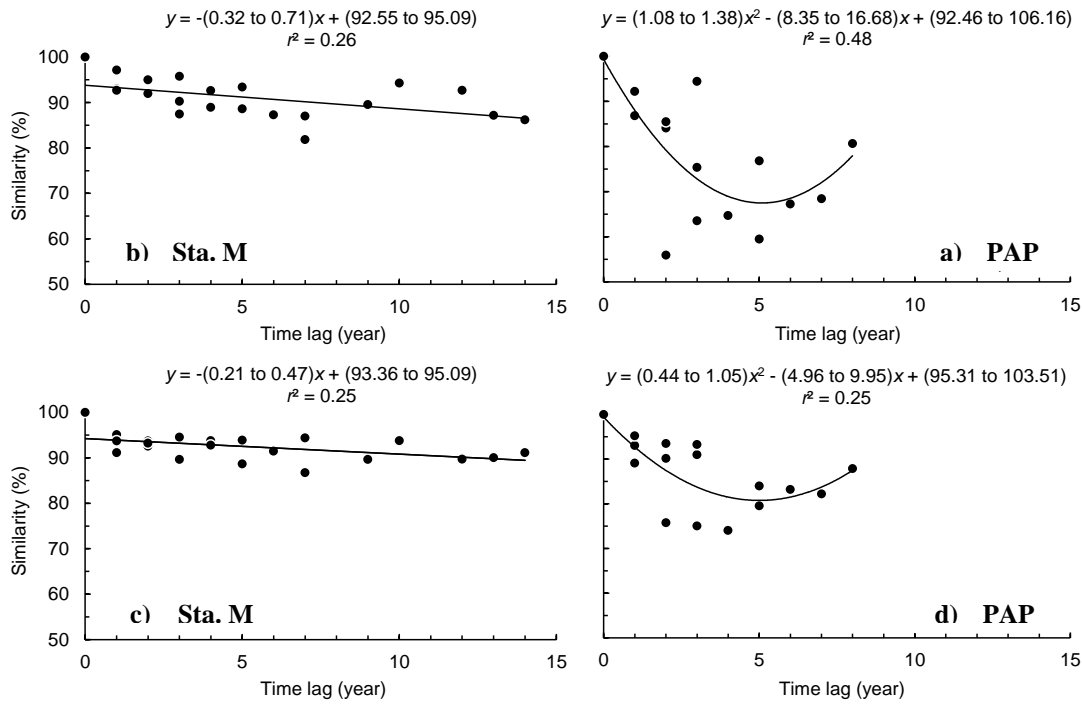 y = -(0.32 to 0.71)x + (92.55 to 95.09)
r² = 0.26
100
90
80
70
60
50
Similarity (%)
b) Sta. M
0 5 10 15
Time lag (year)
y = (1.08 to 1.38)x² - (8.35 to 16.68)x + (92.46 to 106.16)
r² = 0.48
a) PAP
0 5 10 15
Time lag (year)
y = -(0.21 to 0.47)x + (93.36 to 95.09)
r² = 0.25
100
90
80
70
60
50
Similarity (%)
c) Sta. M
0 5 10 15
Time lag (year)
y = (0.44 to 1.05)x² - (4.96 to 9.95)x + (95.31 to 103.51)
r² = 0.25
d) PAP
0 5 10 15
Time lag (year)